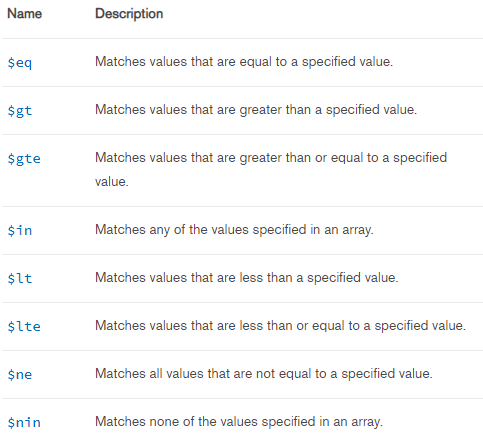 Name Description
$eq Matches values that are equal to a specified value.
$gt Matches values that are greater than a specified value.
$gte Matches values that are greater than or equal to a specified
value.
$in Matches any of the values specified in an array.
$lt Matches values that are less than a specified value.
$lte Matches values that are less than or equal to a specified value.
$ne Matches all values that are not equal to a specified value.
$nin Matches none of the values specified in an array.